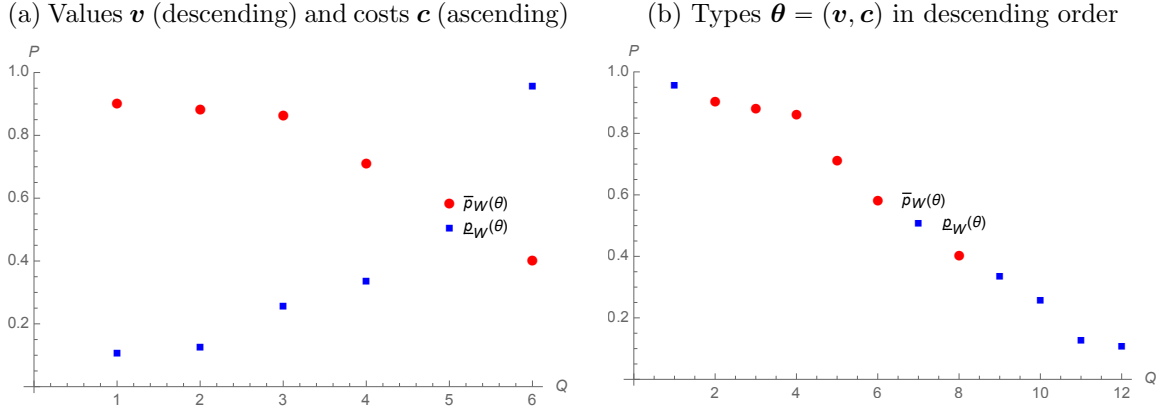 (a) Values v (descending) and costs c (ascending)
P
1.0
0.8
0.6
0.4
0.2
1 2 3 4 5 6
Q
p̅W(θ)
p̲W(θ)
(b) Types θ = (v, c) in descending order
P
1.0
0.8
0.6
0.4
0.2
2 4 6 8 10 12
Q
p̅W(θ)
p̲W(θ)